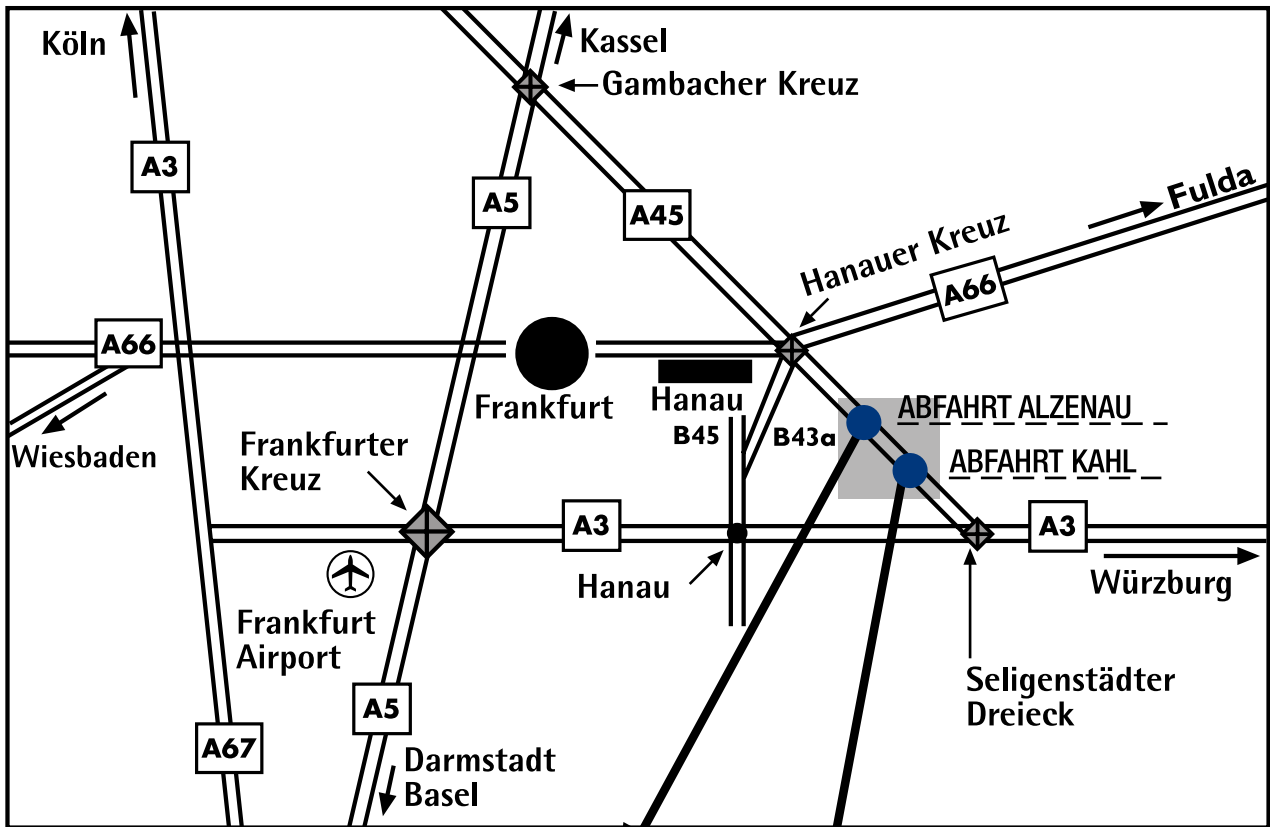 Köln
Kassel
Gambacher Kreuz
A3
A5
A45
Fulda
Hanauer Kreuz
A66
A66
Frankfurt
Hanau
Wiesbaden
Frankfurter
Kreuz
B45
B43a
ABFAHRT ALZENAU
ABFAHRT KAHL
A3
A3
Hanau
Würzburg
Frankfurt
Airport
Seligenstädter
Dreieck
A5
A67
Darmstadt
Basel